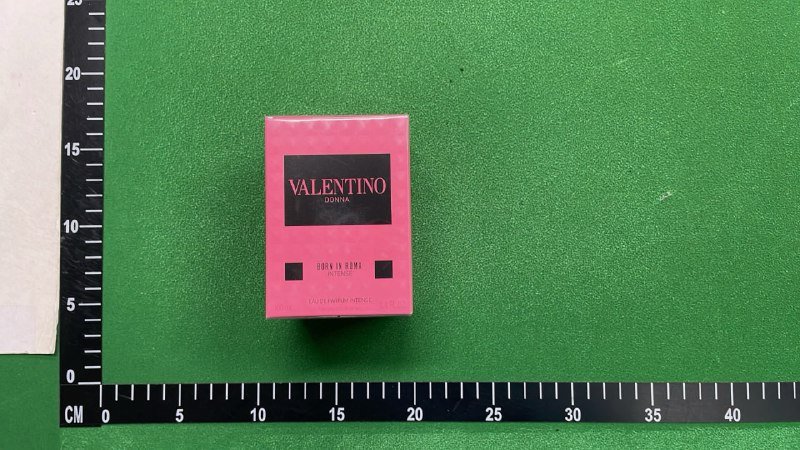 25
20
15
10
5
0
CM
0 5 10 15 20 25 30 35 40
VALENTINO
DONNA
BORN IN ROMA
INTENSE
EAU DE PARFUM INTENSE